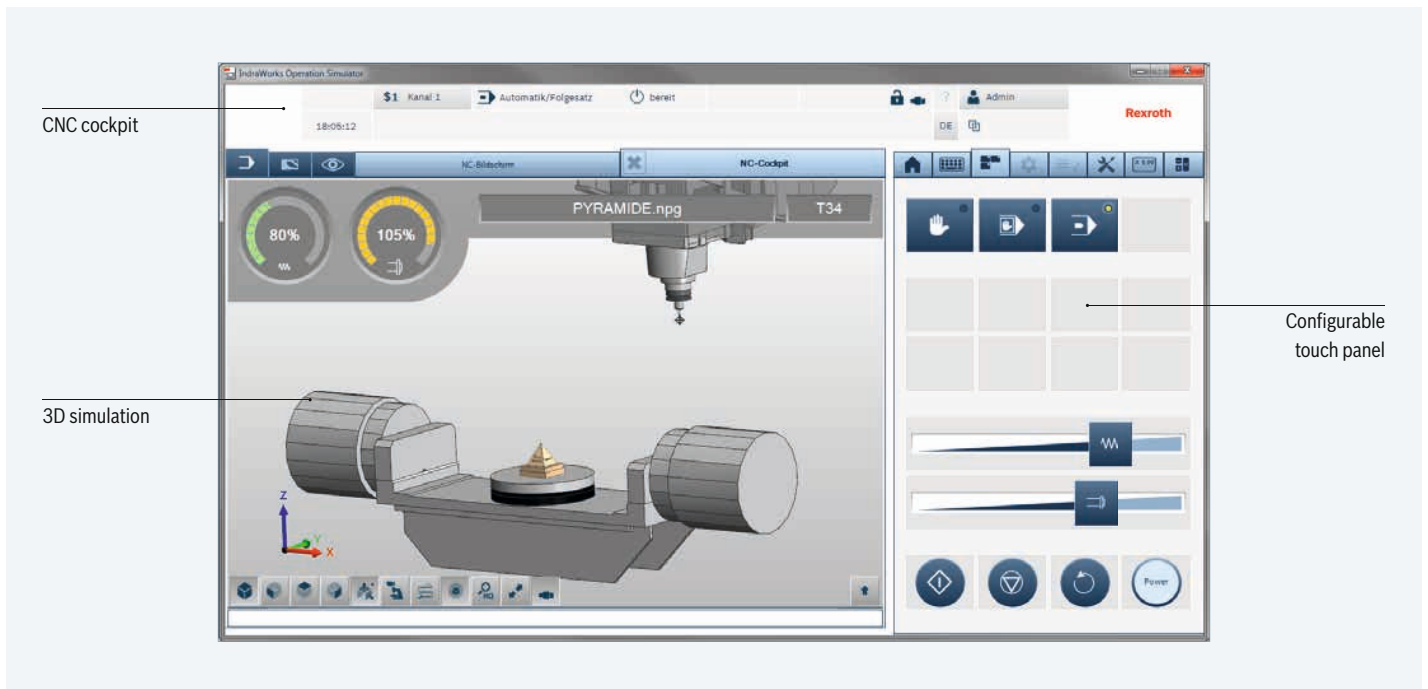 IndraWorks Operation Simulator
$1 Kanal 1
Automatik/Folgesatz
bereit
?
Admin
Rexroth
CNC cockpit
18:05:12
DE
NC-Bildschirm
NC-Cockpit
PYRAMIDE.npg
T34
80%
105%
Configurable
touch panel
3D simulation
Z
Y
X
HQ
Power